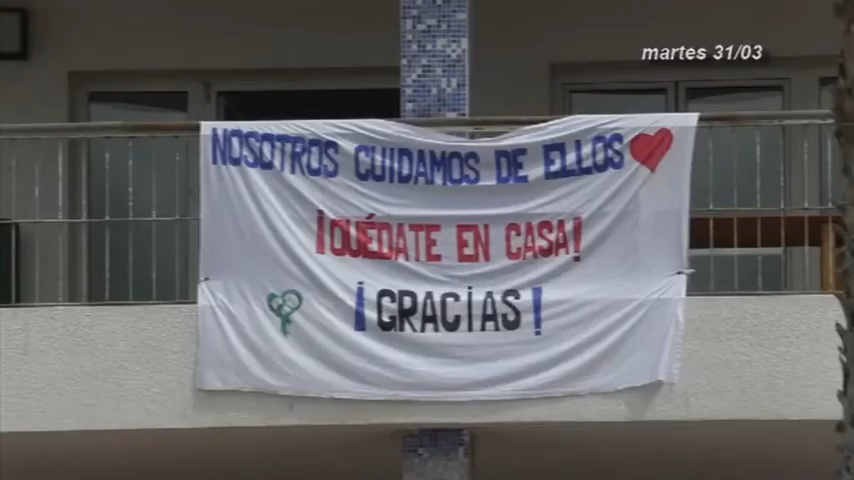 martes 31/03
NOSOTROS CUIDAMOS DE ELLOS
¡QUÉDATE EN CASA!
¡GRACIAS!